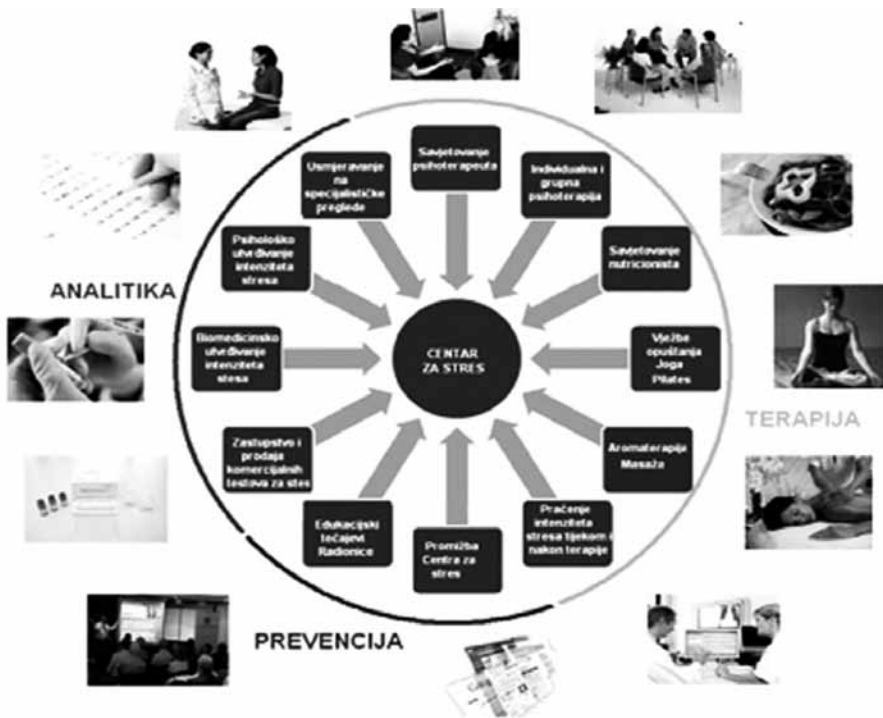 Savjetovanje
psihoterapeuta
Individualna i
grupna
psihoterapija
Savjetovanje
nutricionista
Vježbe
opuštanja
Joga
Pilates
Aromaterapija
Masaža
Praćenje
intenziteta
stresa tijekom i
nakon terapije
Promižba
Centra za
stres
Edukacijski
tečajevi
Radionice
Zastupstvo i
prodaja
komercijalnih
testova za stes
Biomedicinsko
utvrđivanje
intenziteta
stesa
Psihološko
utvrđivanje
intenziteta
stresa
Usmjeravanje
na
specijalističke
preglede
CENTAR
ZA STRES
ANALITIKA
TERAPIJA
PREVENCIJA